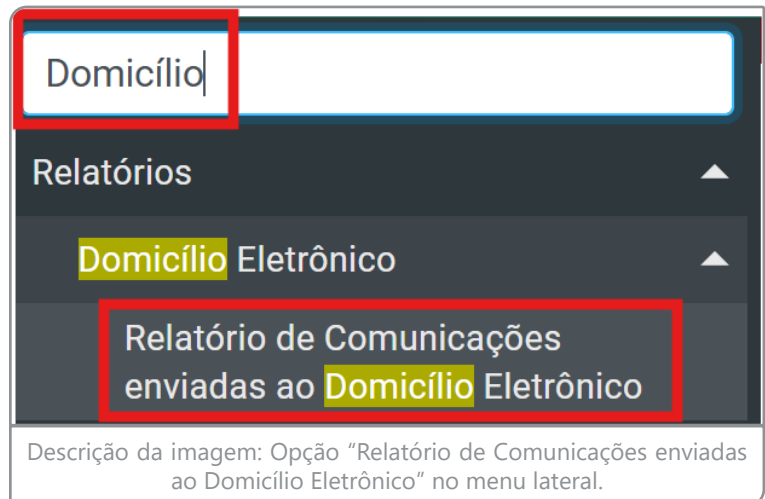 Domicílio
Relatórios
Domicílio Eletrônico
Relatório de Comunicações
enviadas ao Domicílio Eletrônico
Descrição da imagem: Opção “Relatório de Comunicações enviadas
ao Domicílio Eletrônico” no menu lateral.